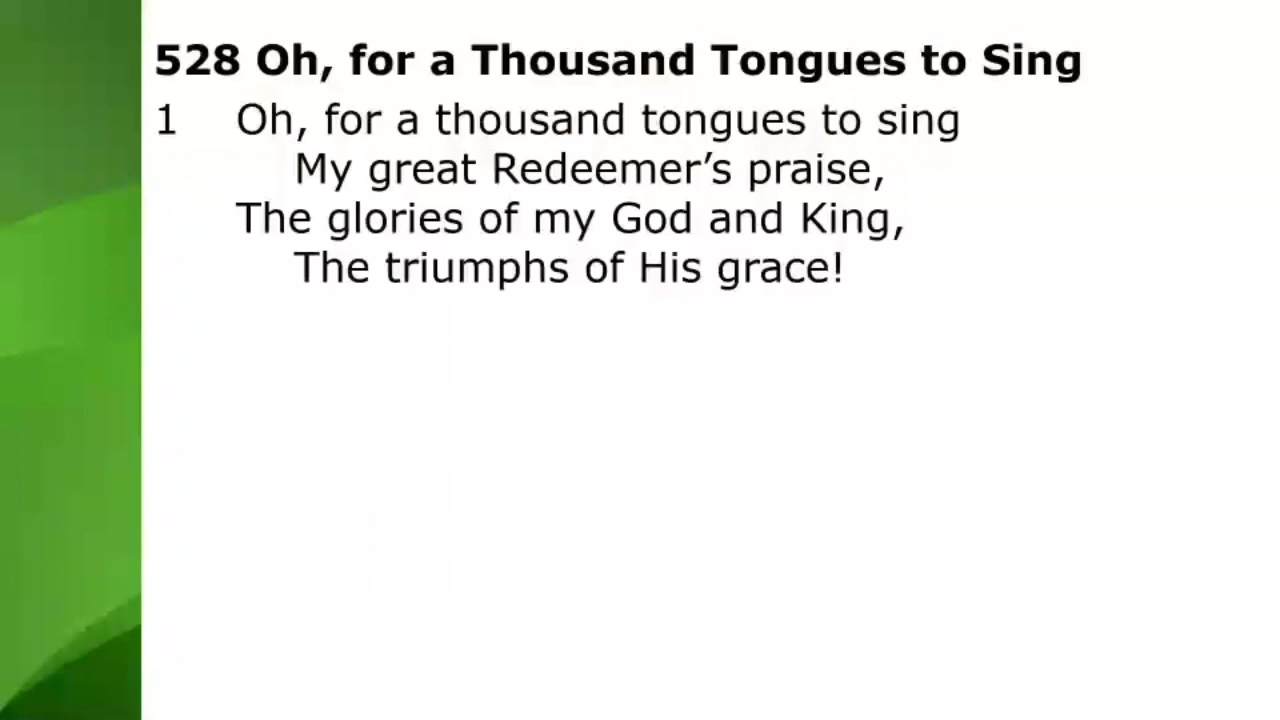 528 Oh, for a Thousand Tongues to Sing
1 Oh, for a thousand tongues to sing
My great Redeemer’s praise,
The glories of my God and King,
The triumphs of His grace!